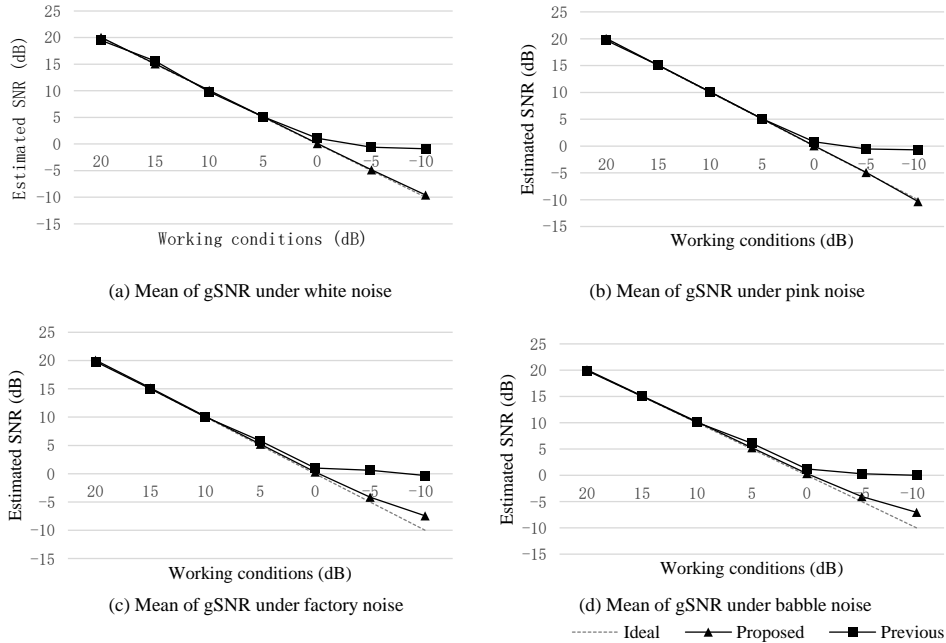 25
20
15
10
5
0
-5
-10
-15
20 15 10 5 0 -5 -10
Estimated SNR (dB)
Working conditions (dB)
(a) Mean of gSNR under white noise
25
20
15
10
5
0
-5
-10
-15
20 15 10 5 0 -5 -10
Estimated SNR (dB)
Working conditions (dB)
(b) Mean of gSNR under pink noise
25
20
15
10
5
0
-5
-10
-15
20 15 10 5 0 -5 -10
Estimated SNR (dB)
Working conditions (dB)
(c) Mean of gSNR under factory noise
25
20
15
10
5
0
-5
-10
-15
20 15 10 5 0 -5 -10
Estimated SNR (dB)
Working conditions (dB)
(d) Mean of gSNR under babble noise
Ideal Proposed Previous